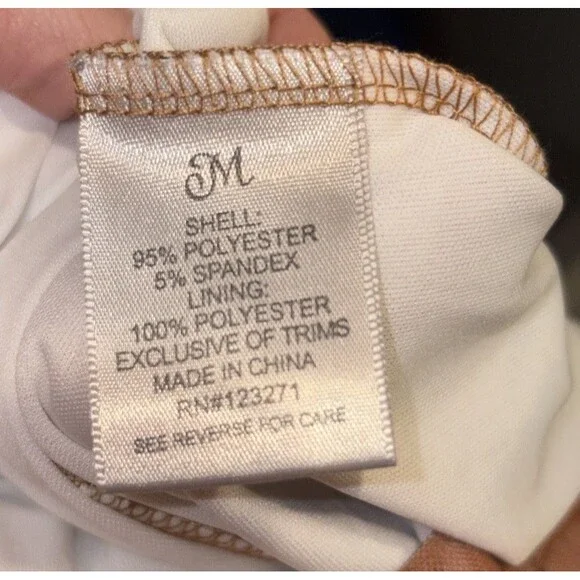 M
SHELL:
95% POLYESTER
5% SPANDEX
LINING:
100% POLYESTER
EXCLUSIVE OF TRIMS
MADE IN CHINA
RN#123271
SEE REVERSE FOR CARE